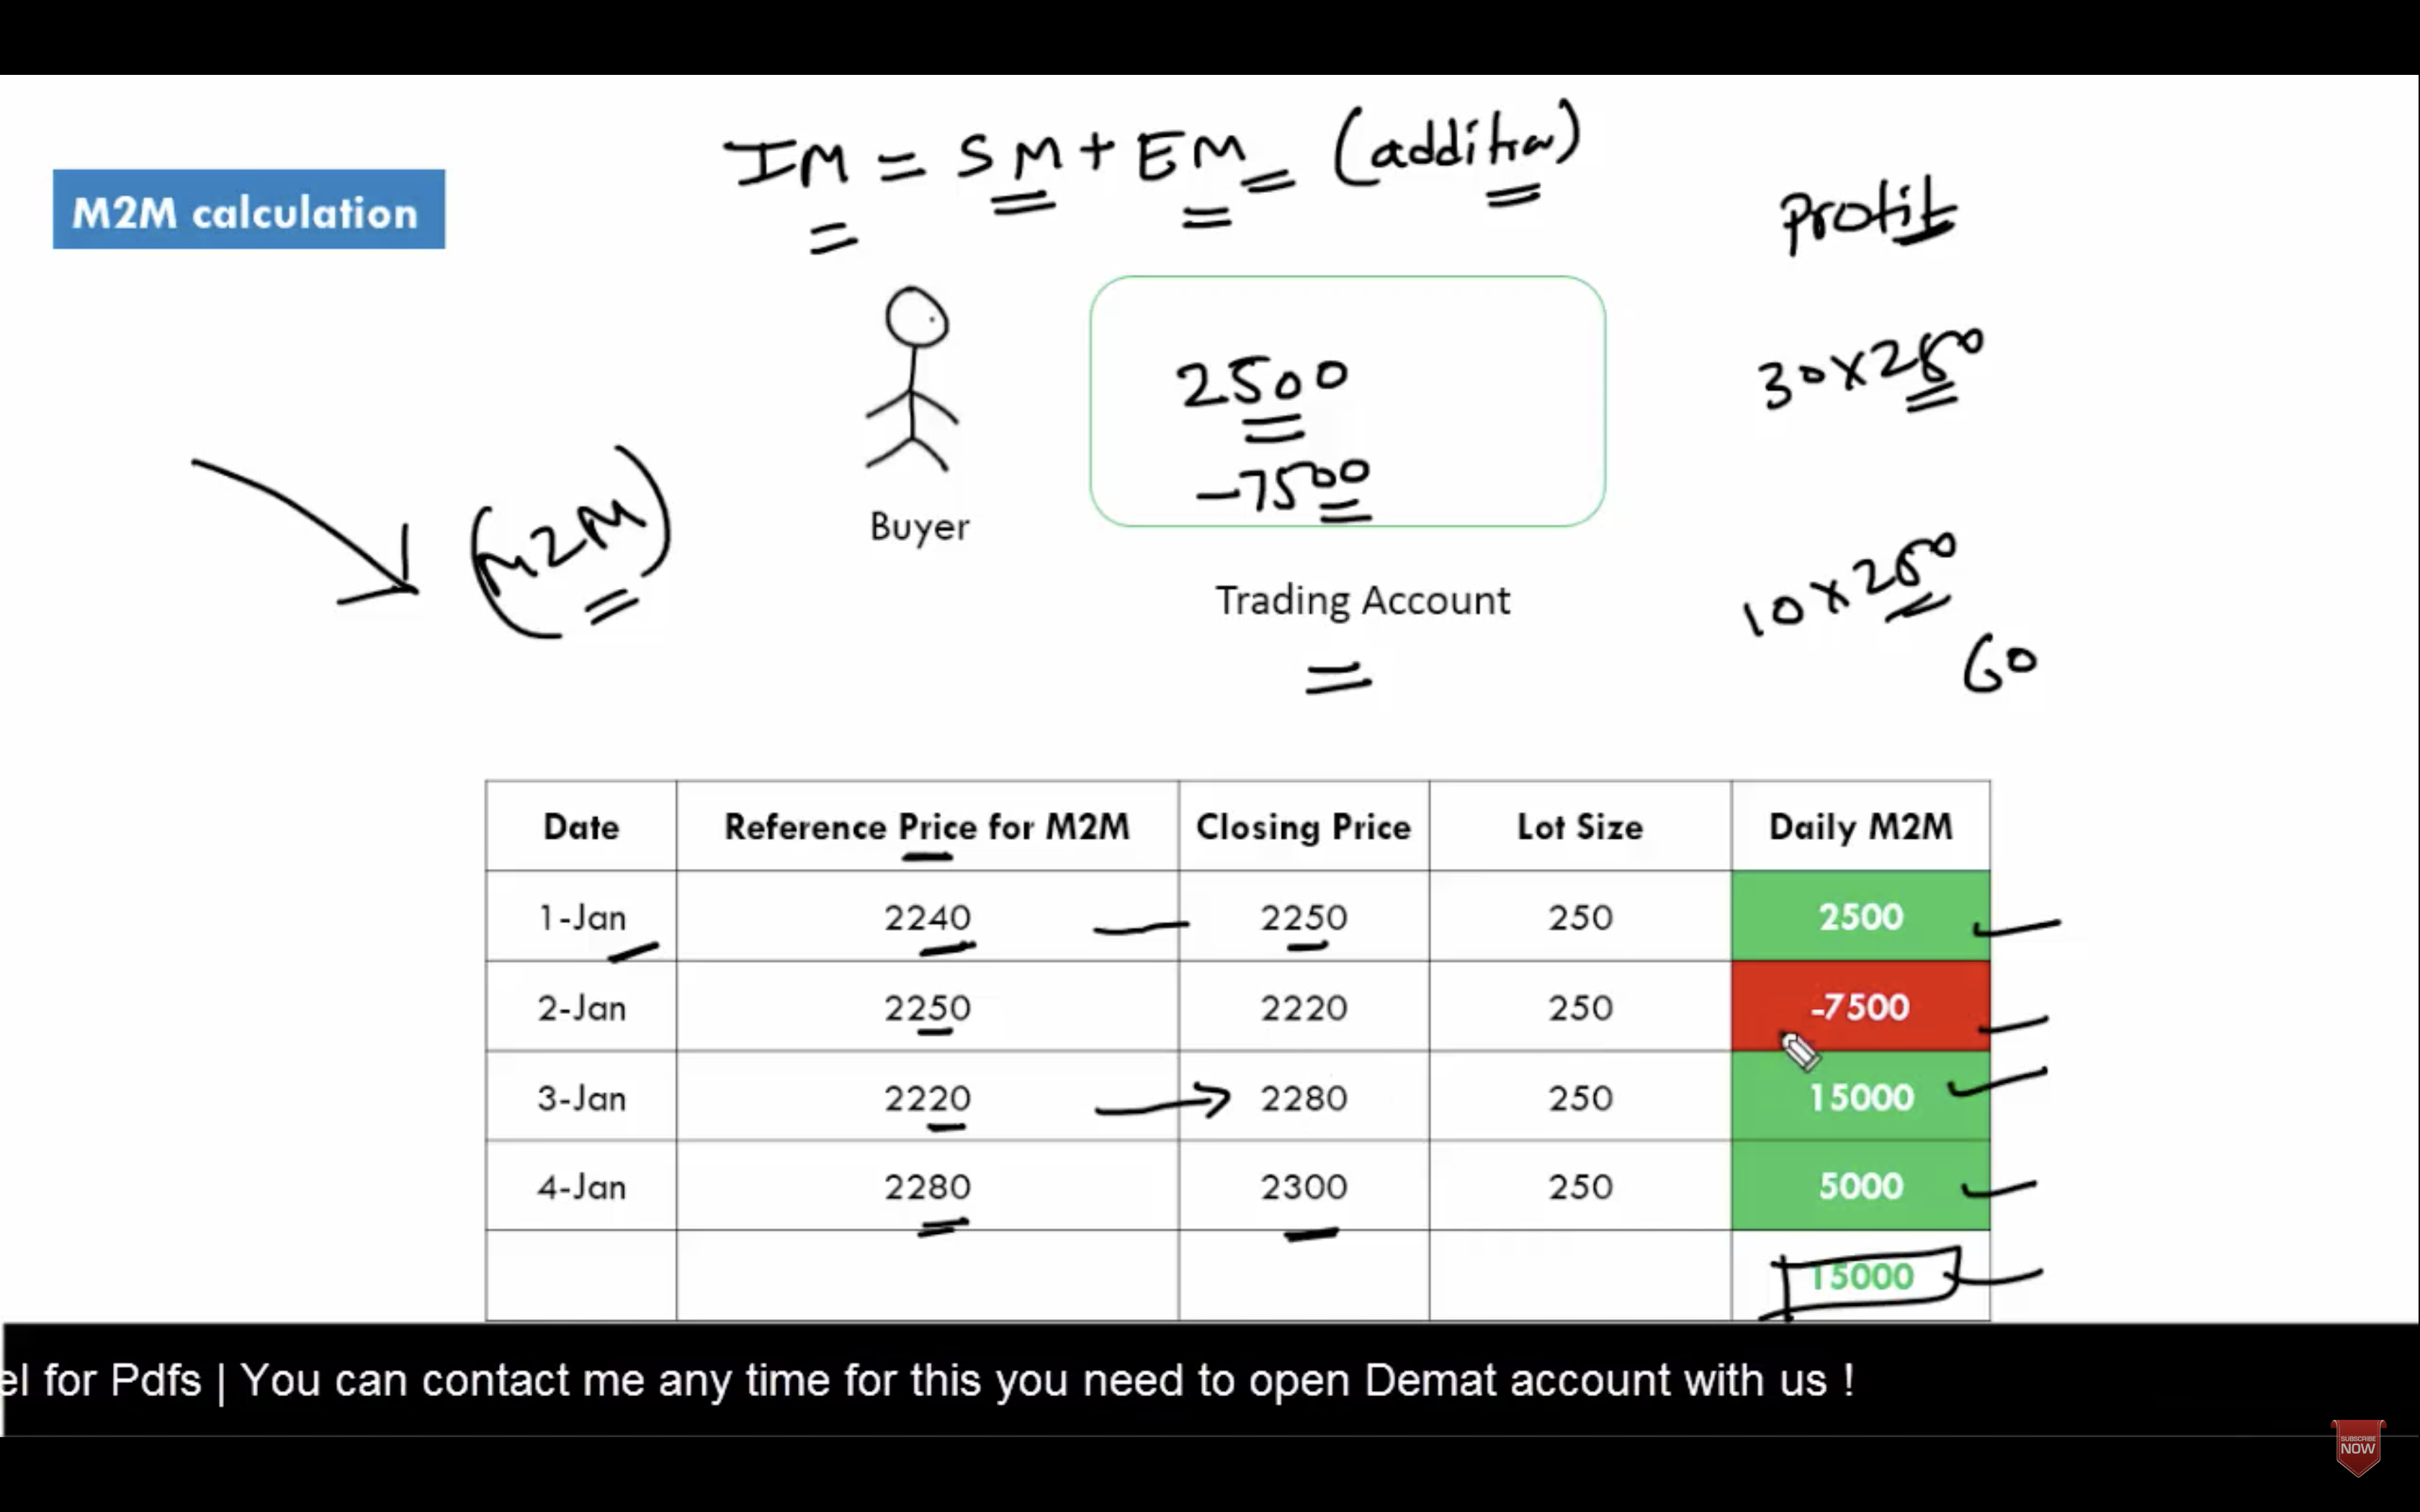 IM = SM + EM = (addition)
M2M calculation
Profit
2500
30x250
-7500
(M2M)
Buyer
10x250
Trading Account
60
Date Reference Price for M2M Closing Price Lot Size Daily M2M
1-Jan 2240 2250 250 2500
2-Jan 2250 2220 250 -7500
3-Jan 2220 2280 250 15000
4-Jan 2280 2300 250 5000
15000
el for Pdfs | You can contact me any time for this you need to open Demat account with us !
SUBSCRIBE
NOW